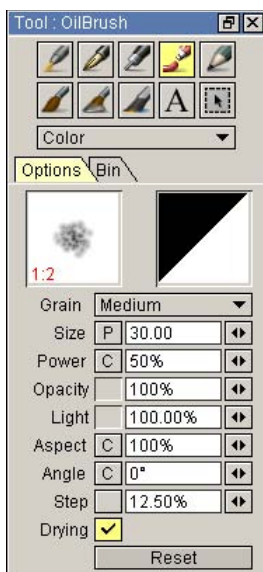 Tool : OilBrush
A
Color
Options Bin
1:2
Grain Medium
Size P 30.00
Power C 50%
Opacity 100%
Light 100.00%
Aspect C 100%
Angle C 0°
Step 12.50%
Drying
Reset